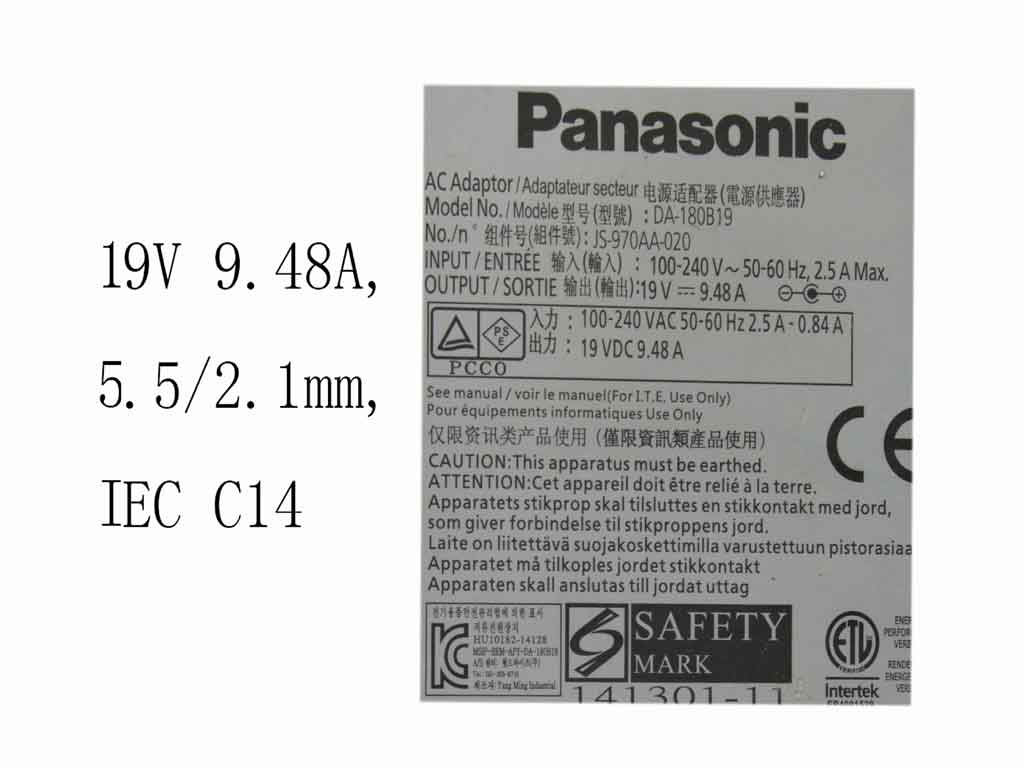 19V 9.48A,
5.5/2.1mm,
IEC C14
Panasonic
AC Adaptor / Adaptateur secteur 电源适配器(電源供應器)
Model No. / Modèle 型号(型號) : DA-180B19
No./n° 组件号(組件號): JS-970AA-020
INPUT / ENTRÉE 输入(輸入) : 100-240 V～50-60 Hz, 2.5 A Max.
OUTPUT / SORTIE 输出(輸出):19 V ⎓ 9.48 A
入力 : 100-240 VAC 50-60 Hz 2.5 A - 0.84 A
出力 : 19 VDC 9.48 A
PS
E
PCCO
See manual / voir le manuel(For I.T.E. Use Only)
Pour équipements informatiques Use Only
仅限资讯类产品使用 (僅限資訊類產品使用)
CAUTION:This apparatus must be earthed.
ATTENTION:Cet appareil doit être relié à la terre.
Apparatets stikprop skal tilsluttes en stikkontakt med jord,
som giver forbindelse til stikproppens jord.
Laite on liitettävä suojakoskettimilla varustettuun pistorasiaa
Apparatet må tilkoples jordet stikkontakt
Apparaten skall anslutas till jordat uttag
CE
HU10182-14128
Yang Ming Industrial
SAFETY
MARK
141301-11
ETL
Intertek